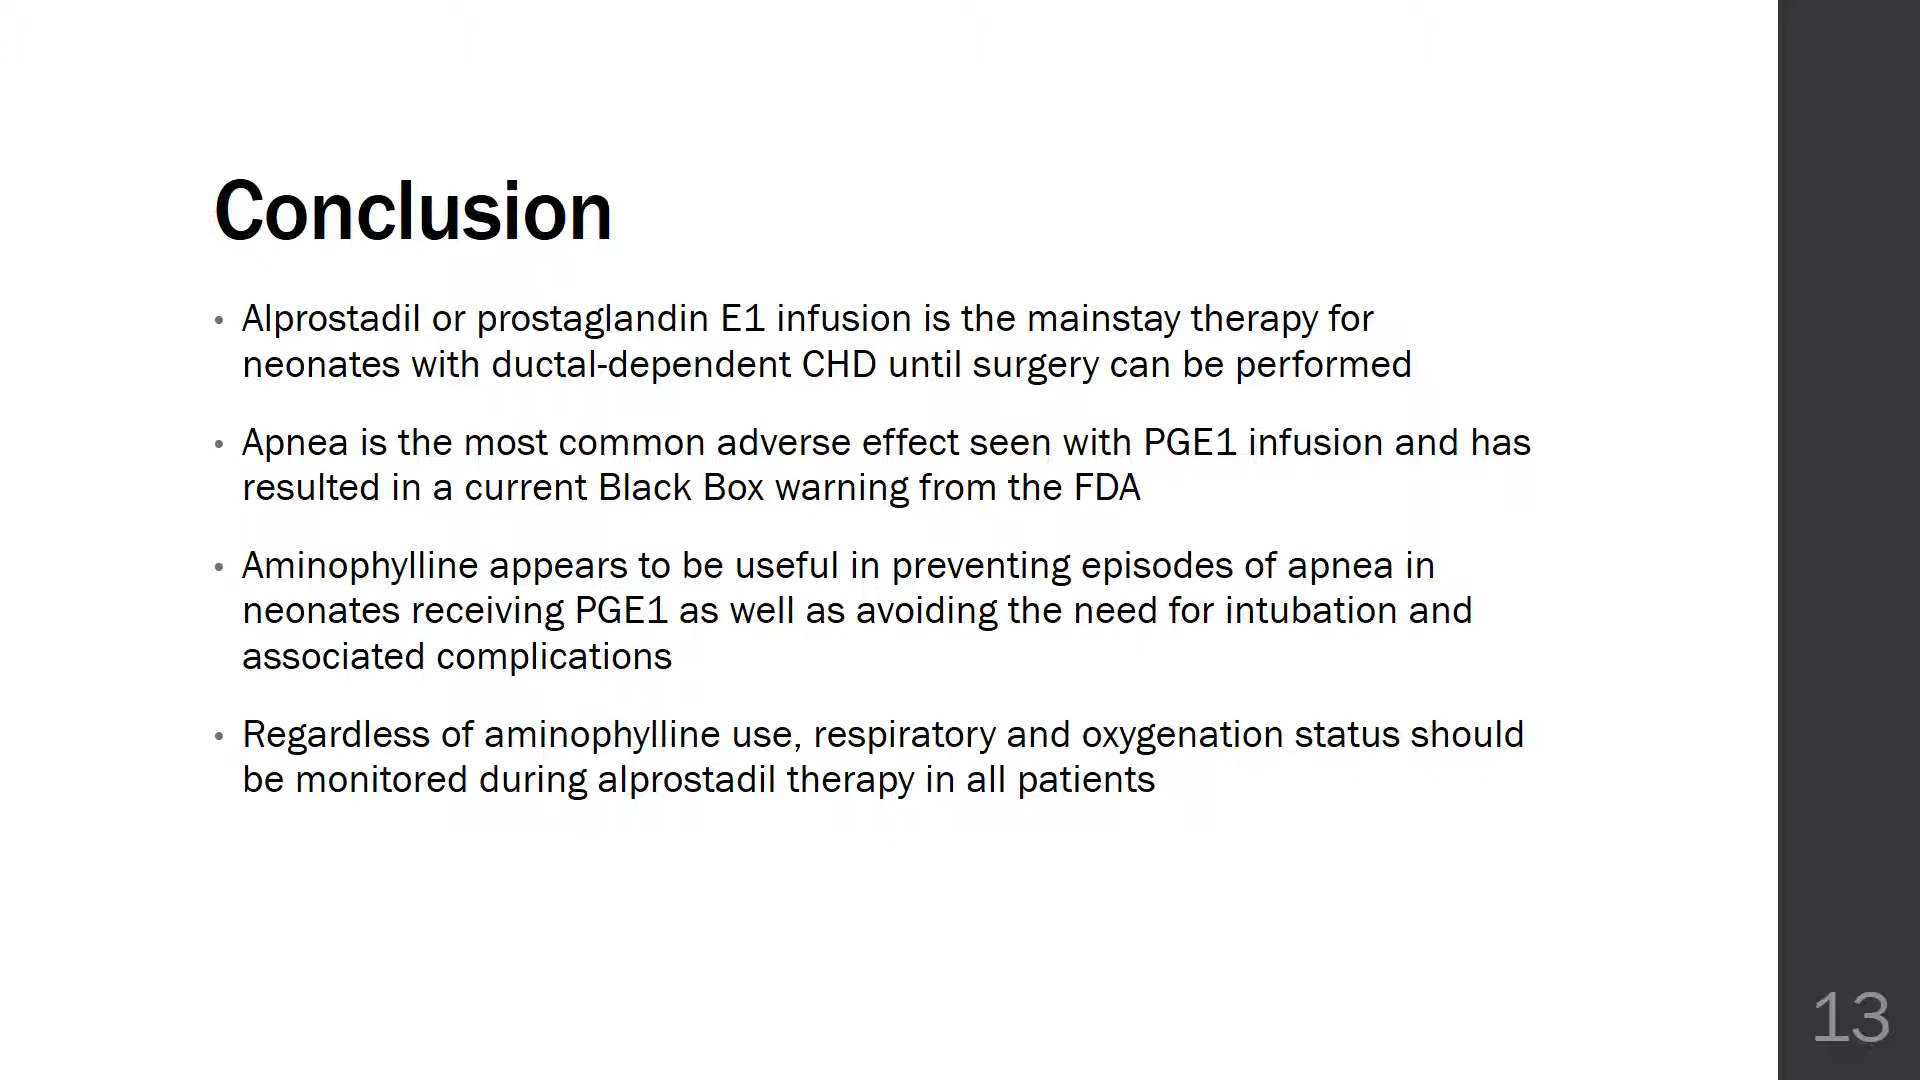 Conclusion
• Alprostadil or prostaglandin E1 infusion is the mainstay therapy for
neonates with ductal-dependent CHD until surgery can be performed
• Apnea is the most common adverse effect seen with PGE1 infusion and has
resulted in a current Black Box warning from the FDA
• Aminophylline appears to be useful in preventing episodes of apnea in
neonates receiving PGE1 as well as avoiding the need for intubation and
associated complications
• Regardless of aminophylline use, respiratory and oxygenation status should
be monitored during alprostadil therapy in all patients
13